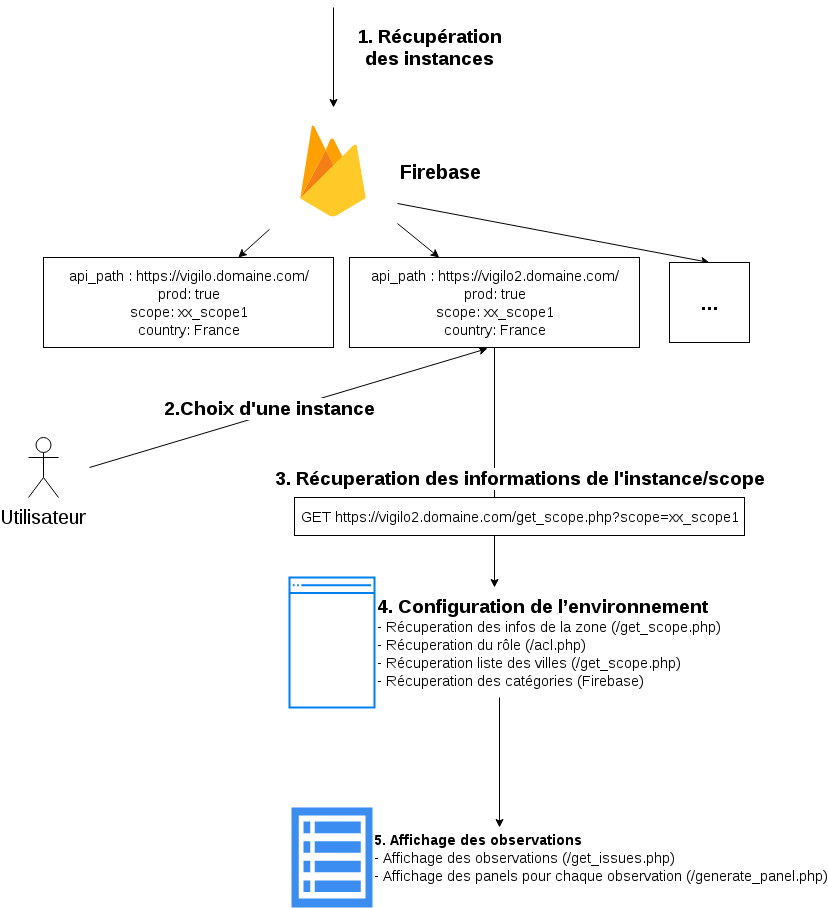 1. Récupération
des instances
Firebase
api_path : https://vigilo.domaine.com/
prod: true
scope: xx_scope1
country: France
api_path : https://vigilo2.domaine.com/
prod: true
scope: xx_scope1
country: France
...
2.Choix d'une instance
Utilisateur
3. Récuperation des informations de l'instance/scope
GET https://vigilo2.domaine.com/get_scope.php?scope=xx_scope1
4. Configuration de l’environnement
- Récuperation des infos de la zone (/get_scope.php)
- Récuperation du rôle (/acl.php)
- Récuperation liste des villes (/get_scope.php)
- Récuperation des catégories (Firebase)
5. Affichage des observations
- Affichage des observations (/get_issues.php)
- Affichage des panels pour chaque observation (/generate_panel.php)